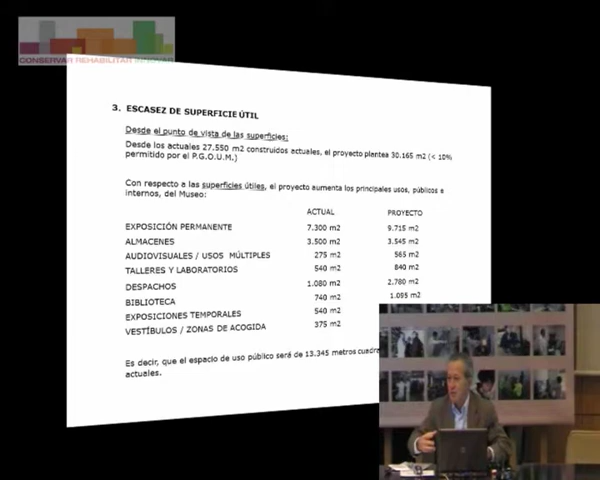 CONSERVAR REHABILITAR
3. ESCASEZ DE SUPERFICIE ÚTIL
Desde el punto de vista de las superficies:
Desde los actuales 27.550 m2 construidos actuales, el proyecto plantea 30.165 m2 (< 10%
permitido por el P.G.O.U.M.)
Con respecto a las superficies útiles, el proyecto aumenta los principales usos, públicos e
internos, del Museo:
ACTUAL PROYECTO
EXPOSICIÓN PERMANENTE 7.300 m2 9.715 m2
ALMACENES 3.500 m2 3.545 m2
AUDIOVISUALES / USOS MÚLTIPLES 275 m2 565 m2
TALLERES Y LABORATORIOS 540 m2 840 m2
DESPACHOS 1.080 m2 2.780 m2
BIBLIOTECA 740 m2 1.095 m2
EXPOSICIONES TEMPORALES 540 m2
VESTÍBULOS / ZONAS DE ACOGIDA 375 m2
Es decir, que el espacio de uso público será de 13.345 metros cuadra
actuales.